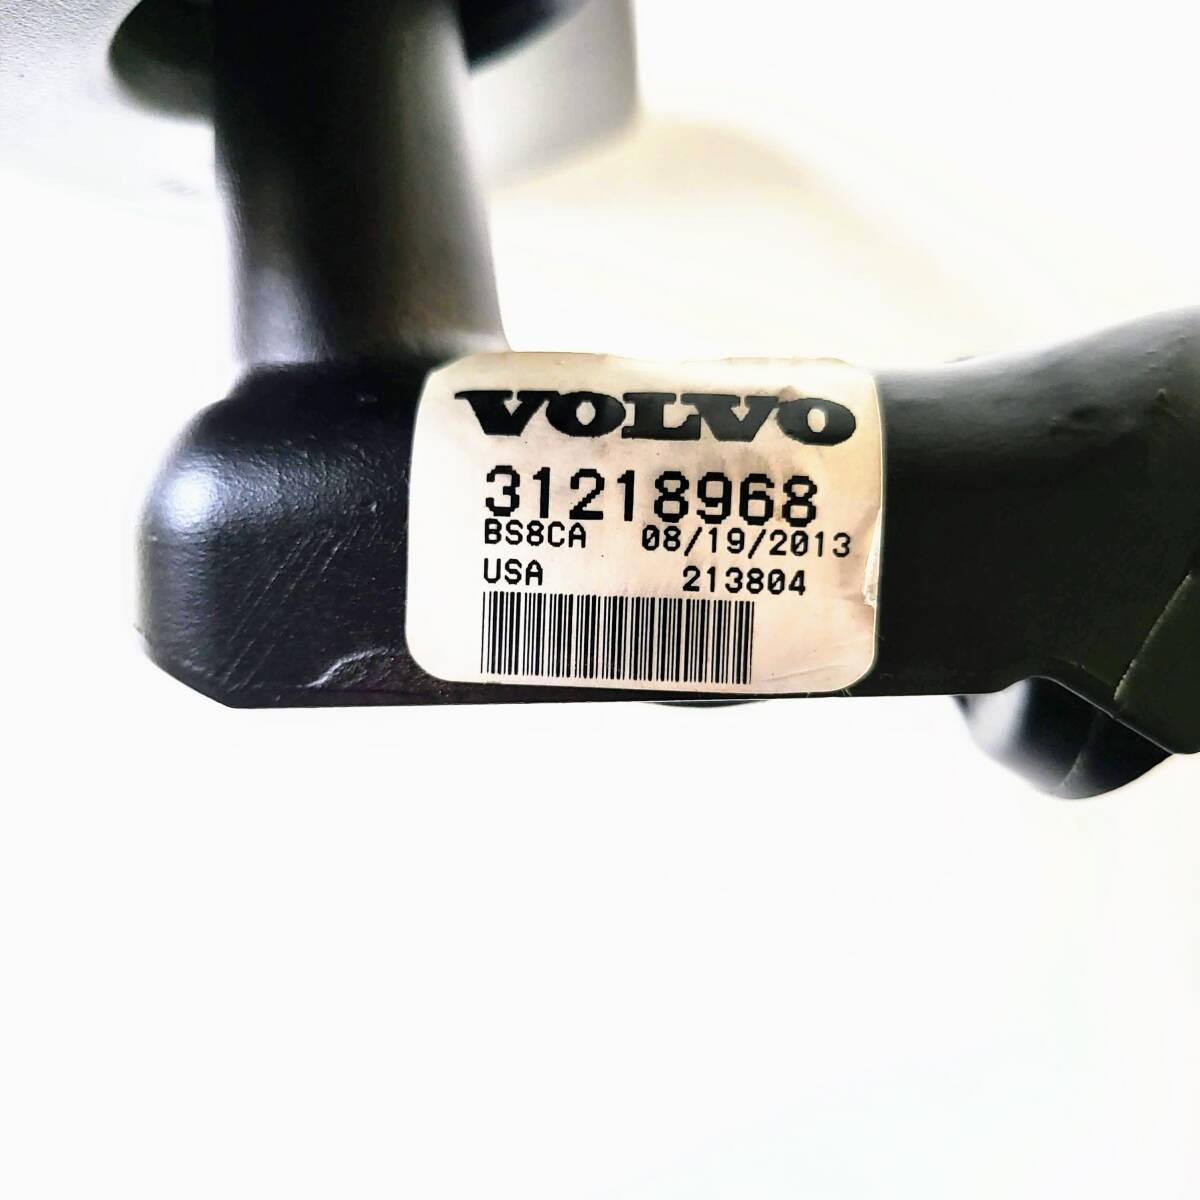 VOLVO
31218968
BS8CA 08/19/2013
USA 213804